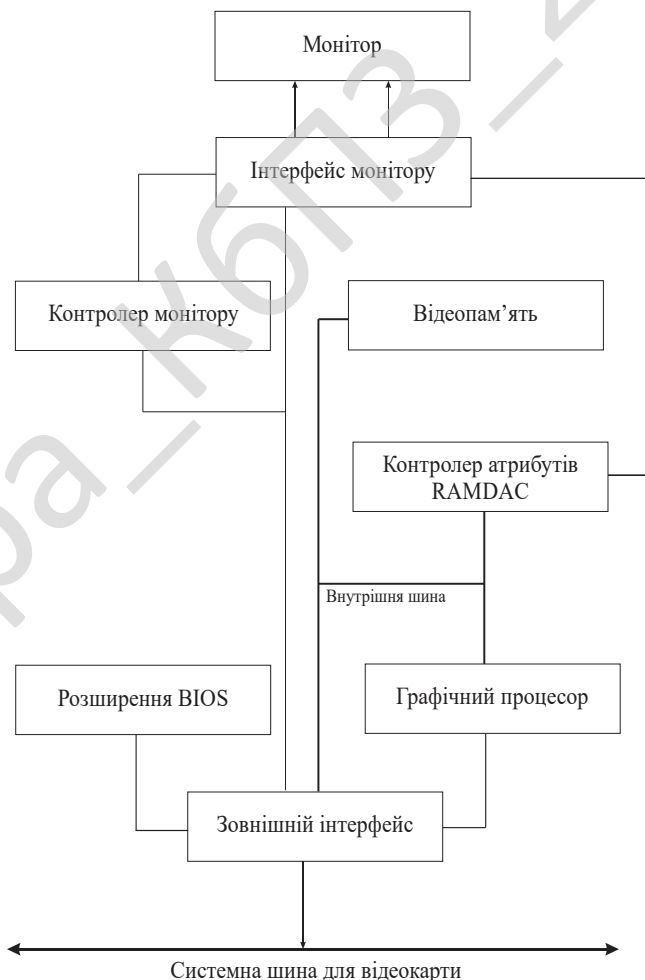 Монітор
Інтерфейс монітору
Контролер монітору
Відеопам’ять
Контролер атрибутів
RAMDAC
Внутрішня шина
Розширення BIOS
Графічний процесор
Зовнішній інтерфейс
Системна шина для відеокарти